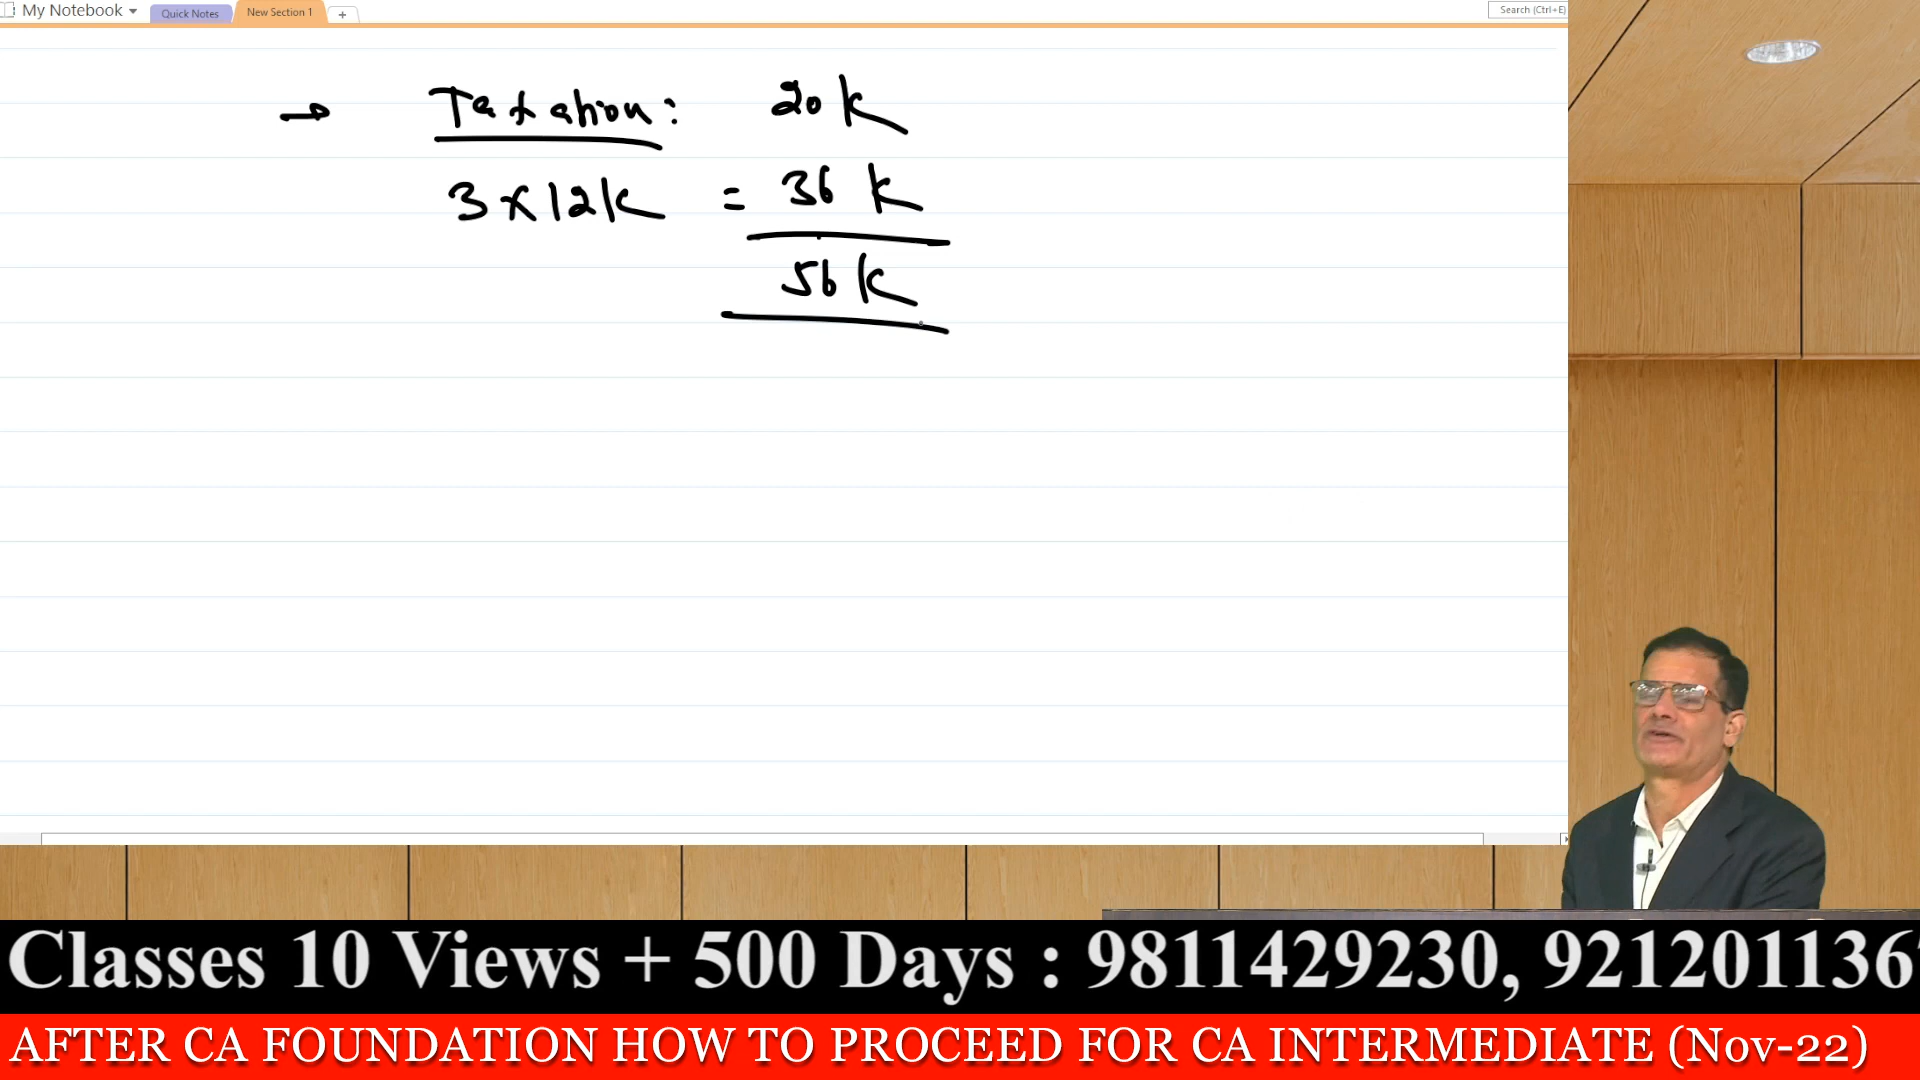 My Notebook
Quick Notes
New Section 1
+
Search (Ctrl+E)
→ Taxation: 20 K
3 × 12K = 36 K
56 K
Classes 10 Views + 500 Days : 9811429230, 921201136
AFTER CA FOUNDATION HOW TO PROCEED FOR CA INTERMEDIATE (Nov-22)